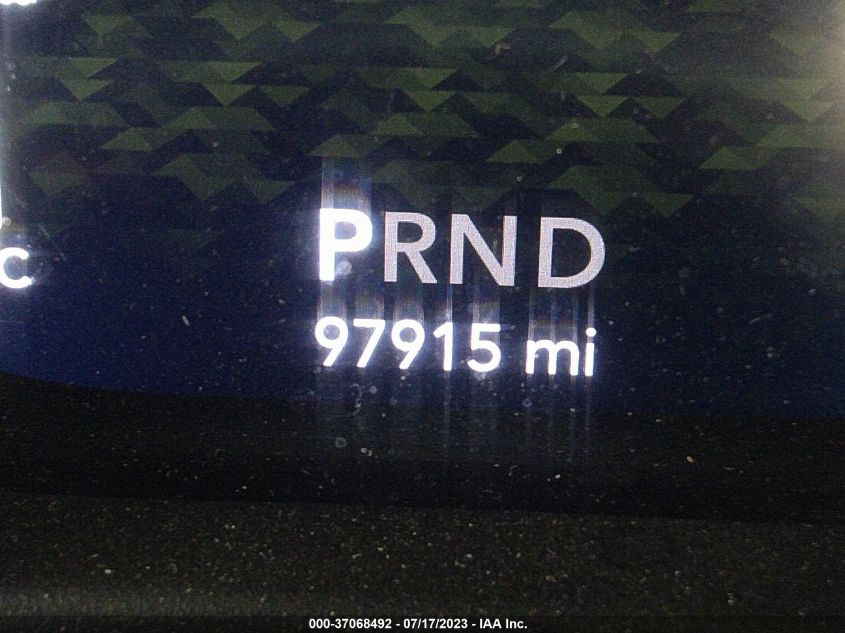 PRND
c
97915 mi
000-37068492 - 07/17/2023 - IAA Inc.